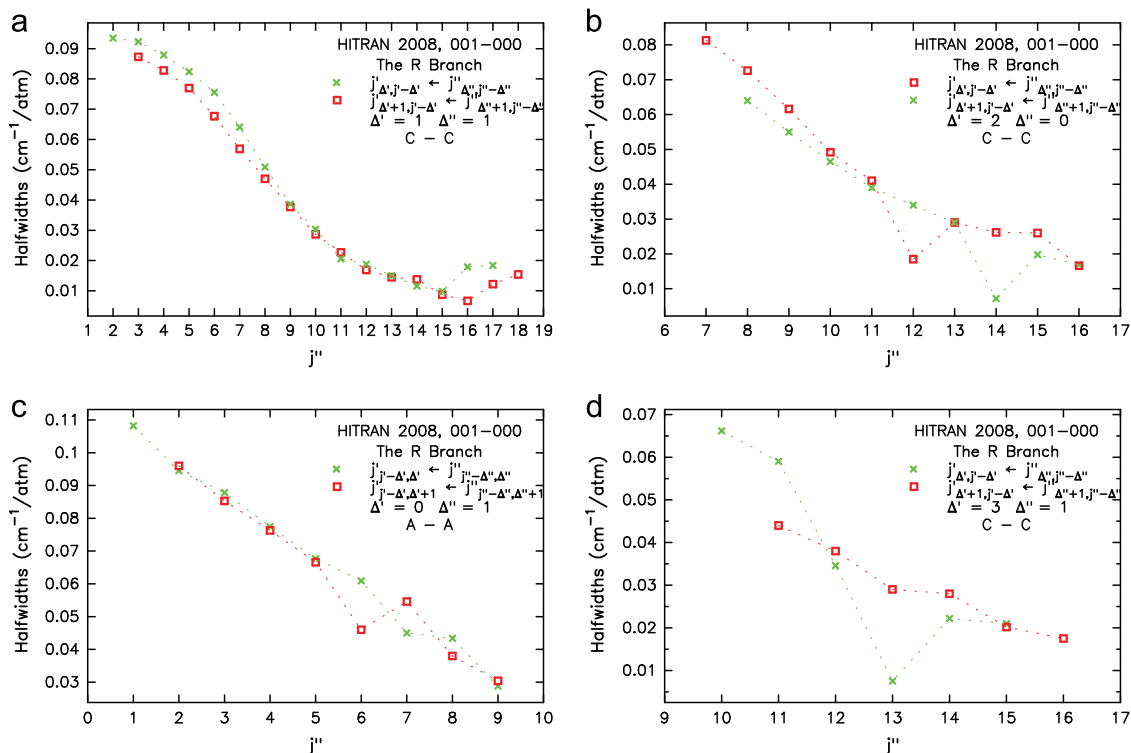 a
HITRAN 2008, 001−000
The R Branch
j'Δ',j'−Δ' ← j''Δ'',j''−Δ''
j'Δ'+1,j'−Δ' ← j''Δ''+1,j''−Δ''
Δ' = 1 Δ'' = 1
C − C
Halfwidths (cm⁻¹/atm)
0.09
0.08
0.07
0.06
0.05
0.04
0.03
0.02
0.01
1 2 3 4 5 6 7 8 9 10 11 12 13 14 15 16 17 18 19
j''
b
HITRAN 2008, 001−000
The R Branch
j'Δ',j'−Δ' ← j''Δ'',j''−Δ''
j'Δ'+1,j'−Δ' ← j''Δ''+1,j''−Δ''
Δ' = 2 Δ'' = 0
C − C
Halfwidths (cm⁻¹/atm)
0.08
0.07
0.06
0.05
0.04
0.03
0.02
0.01
6 7 8 9 10 11 12 13 14 15 16 17
j''
c
HITRAN 2008, 001−000
The R Branch
j'j'−Δ',Δ' ← j''j''−Δ'',Δ''
j'j'−Δ',Δ'+1 ← j''j''−Δ'',Δ''+1
Δ' = 0 Δ'' = 1
A − A
Halfwidths (cm⁻¹/atm)
0.11
0.1
0.09
0.08
0.07
0.06
0.05
0.04
0.03
0 1 2 3 4 5 6 7 8 9 10
j''
d
HITRAN 2008, 001−000
The R Branch
j'Δ',j'−Δ' ← j''Δ'',j''−Δ''
j'Δ'+1,j'−Δ' ← j''Δ''+1,j''−Δ''
Δ' = 3 Δ'' = 1
C − C
Halfwidths (cm⁻¹/atm)
0.07
0.06
0.05
0.04
0.03
0.02
0.01
9 10 11 12 13 14 15 16 17
j''